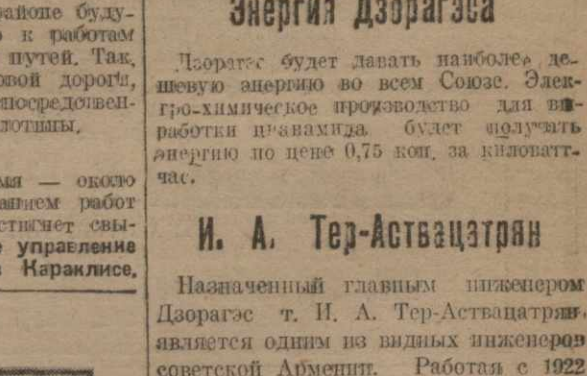 районе буду-
к работам
путей. Так,
овой дороги,
посредствен-
лотины.
мя — около
анием работ
стигнет свы-
е управление
в Караклисе.
Энергия Дзорагэса
Дзорагэс будет давать наиболее де-
шевую энергию во всем Союзе. Элек-
тро-химическое производство для вы-
работки цианамида будет получать
энергию по цене 0,75 коп. за киловатт-
час.
И. А. Тер-Аствацатрян
Назначенный главным инженером
Дзорагэс т. И. А. Тер-Аствацатрян,
является одним из видных инженеров
советской Армении. Работая с 1922